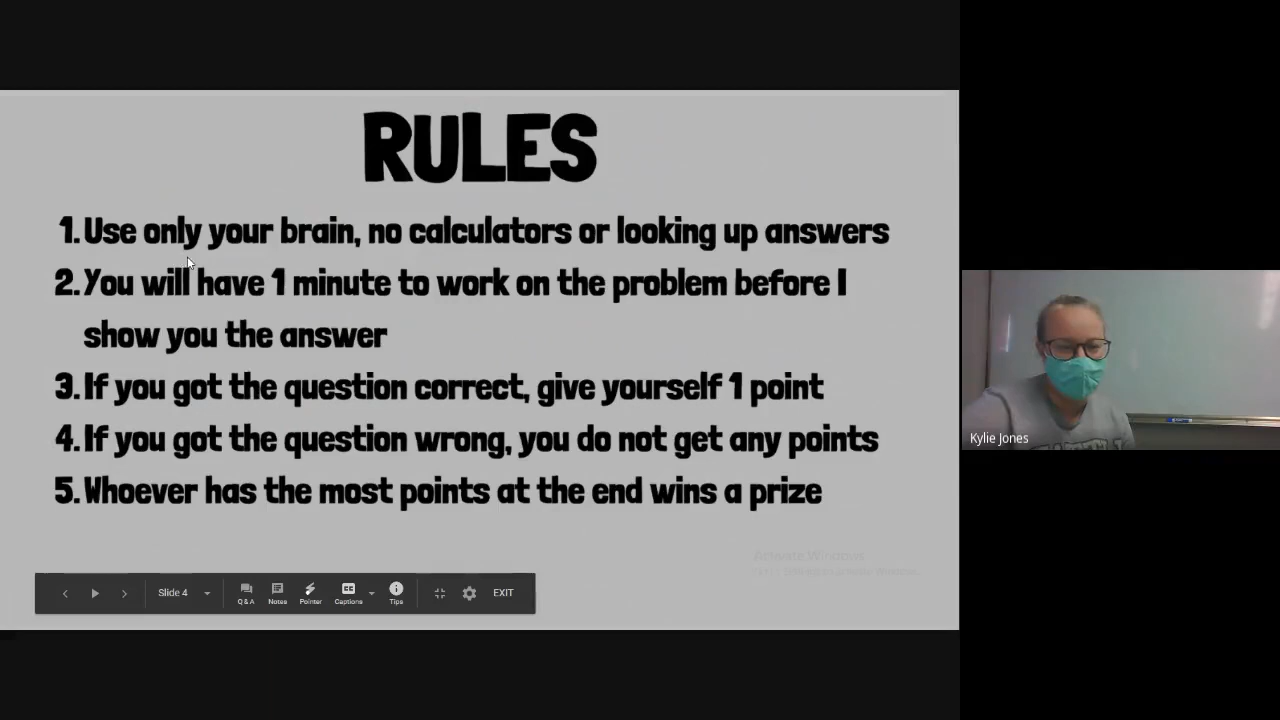 RULES
1. Use only your brain, no calculators or looking up answers
2. You will have 1 minute to work on the problem before I
show you the answer
3. If you got the question correct, give yourself 1 point
4. If you got the question wrong, you do not get any points
5. Whoever has the most points at the end wins a prize
Activate Windows
Slide 4
Q & A
Notes
Pointer
CC
Captions
Tips
EXIT
Kylie Jones